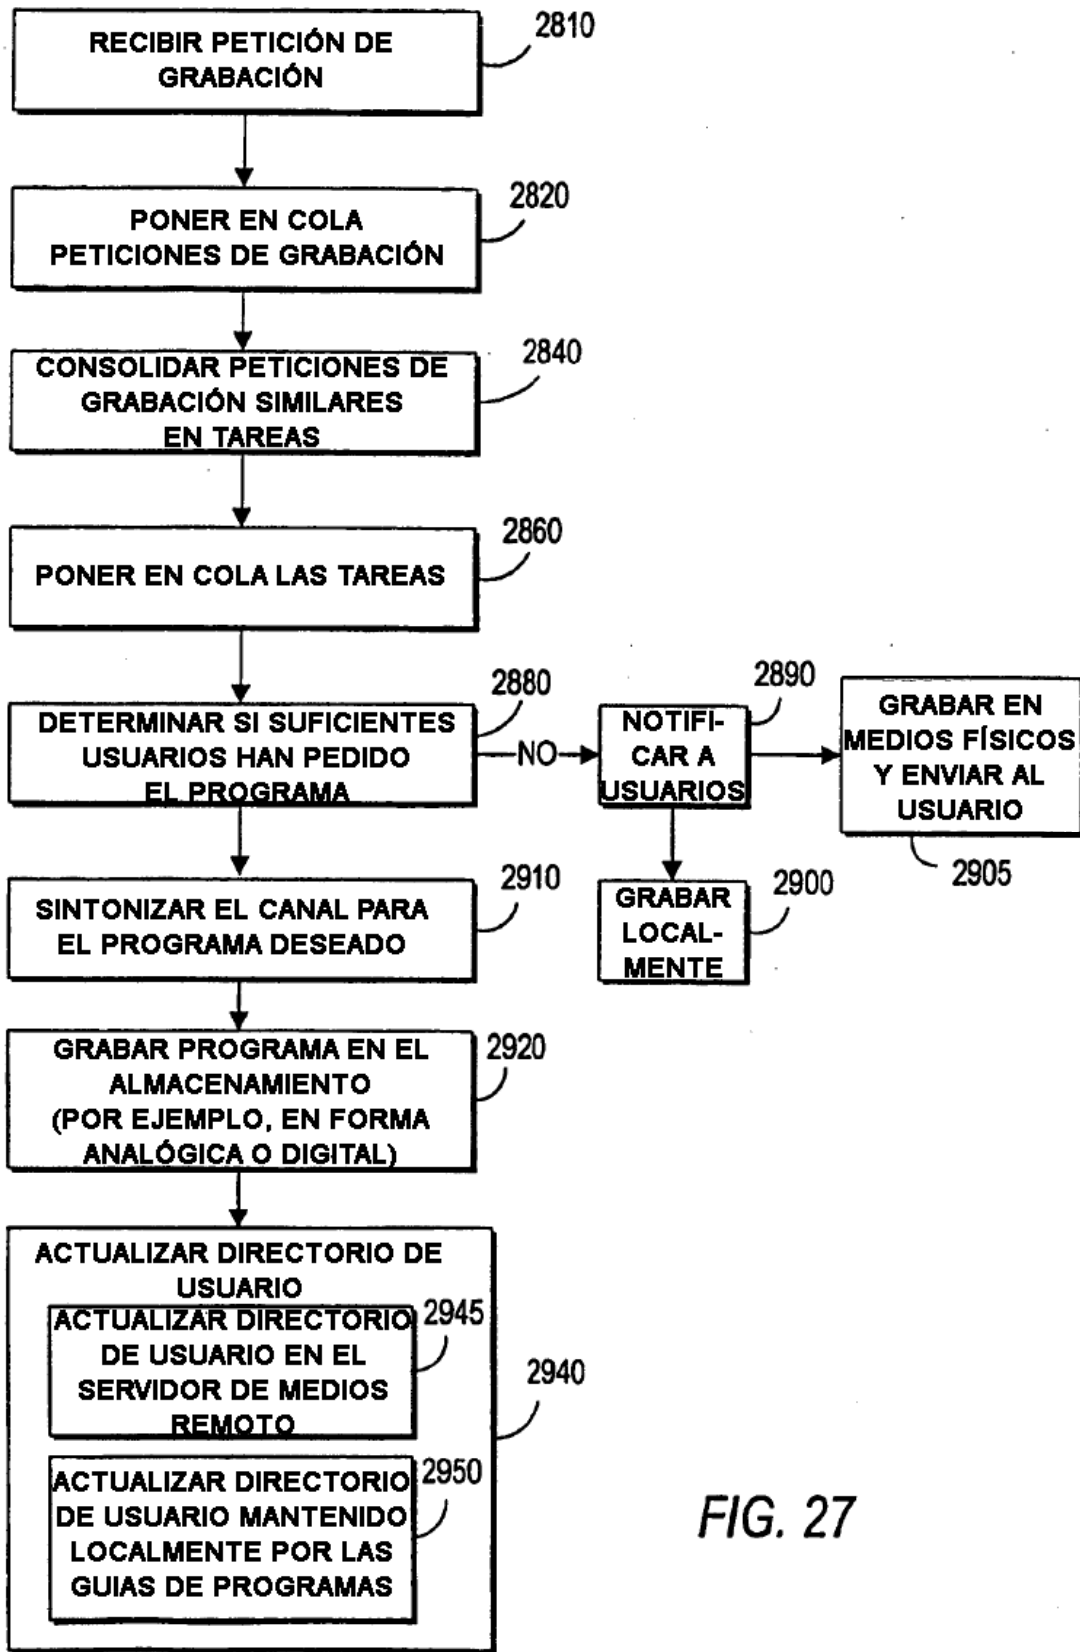 RECIBIR PETICIÓN DE
GRABACIÓN
2810
PONER EN COLA
PETICIONES DE GRABACIÓN
2820
CONSOLIDAR PETICIONES DE
GRABACIÓN SIMILARES
EN TAREAS
2840
PONER EN COLA LAS TAREAS
2860
DETERMINAR SI SUFICIENTES
USUARIOS HAN PEDIDO
EL PROGRAMA
2880
NO
NOTIFI-
CAR A
USUARIOS
2890
GRABAR EN
MEDIOS FÍSICOS
Y ENVIAR AL
USUARIO
2905
GRABAR
LOCAL-
MENTE
2900
SINTONIZAR EL CANAL PARA
EL PROGRAMA DESEADO
2910
GRABAR PROGRAMA EN EL
ALMACENAMIENTO
(POR EJEMPLO, EN FORMA
ANALÓGICA O DIGITAL)
2920
ACTUALIZAR DIRECTORIO DE
USUARIO
ACTUALIZAR DIRECTORIO
DE USUARIO EN EL
SERVIDOR DE MEDIOS
REMOTO
2945
2940
ACTUALIZAR DIRECTORIO
DE USUARIO MANTENIDO
LOCALMENTE POR LAS
GUIAS DE PROGRAMAS
2950
FIG. 27